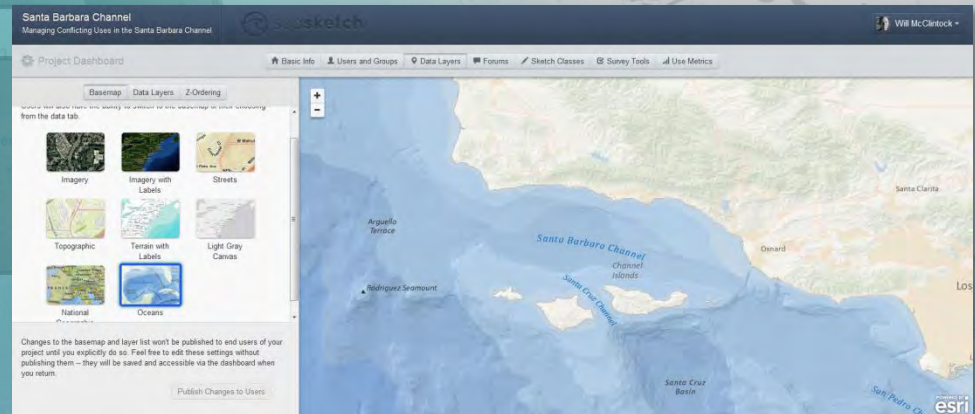 Santa Barbara Channel
Managing Conflicting Uses in the Santa Barbara Channel
seasketch
Will McClintock
Project Dashboard
Basic Info
Users and Groups
Data Layers
Forums
Sketch Classes
Survey Tools
Use Metrics
Basemap
Data Layers
Z-Ordering
from the data tab.
Imagery
Imagery with
Labels
Streets
Topographic
Terrain with
Labels
Light Gray
Canvas
National
Oceans
Changes to the basemap and layer list won't be published to end users of your
project until you explicitly do so. Feel free to edit these settings without
publishing them -- they will be saved and accessible via the dashboard when
you return.
Publish Changes to Users
+
-
Santa Clarita
Arguello
Terrace
Santa Barbara Channel
Oxnard
Channel
Islands
Santa Cruz Channel
Rodriguez Seamount
Los
Santa Cruz
Basin
San Pedro Ch
POWERED BY
esri